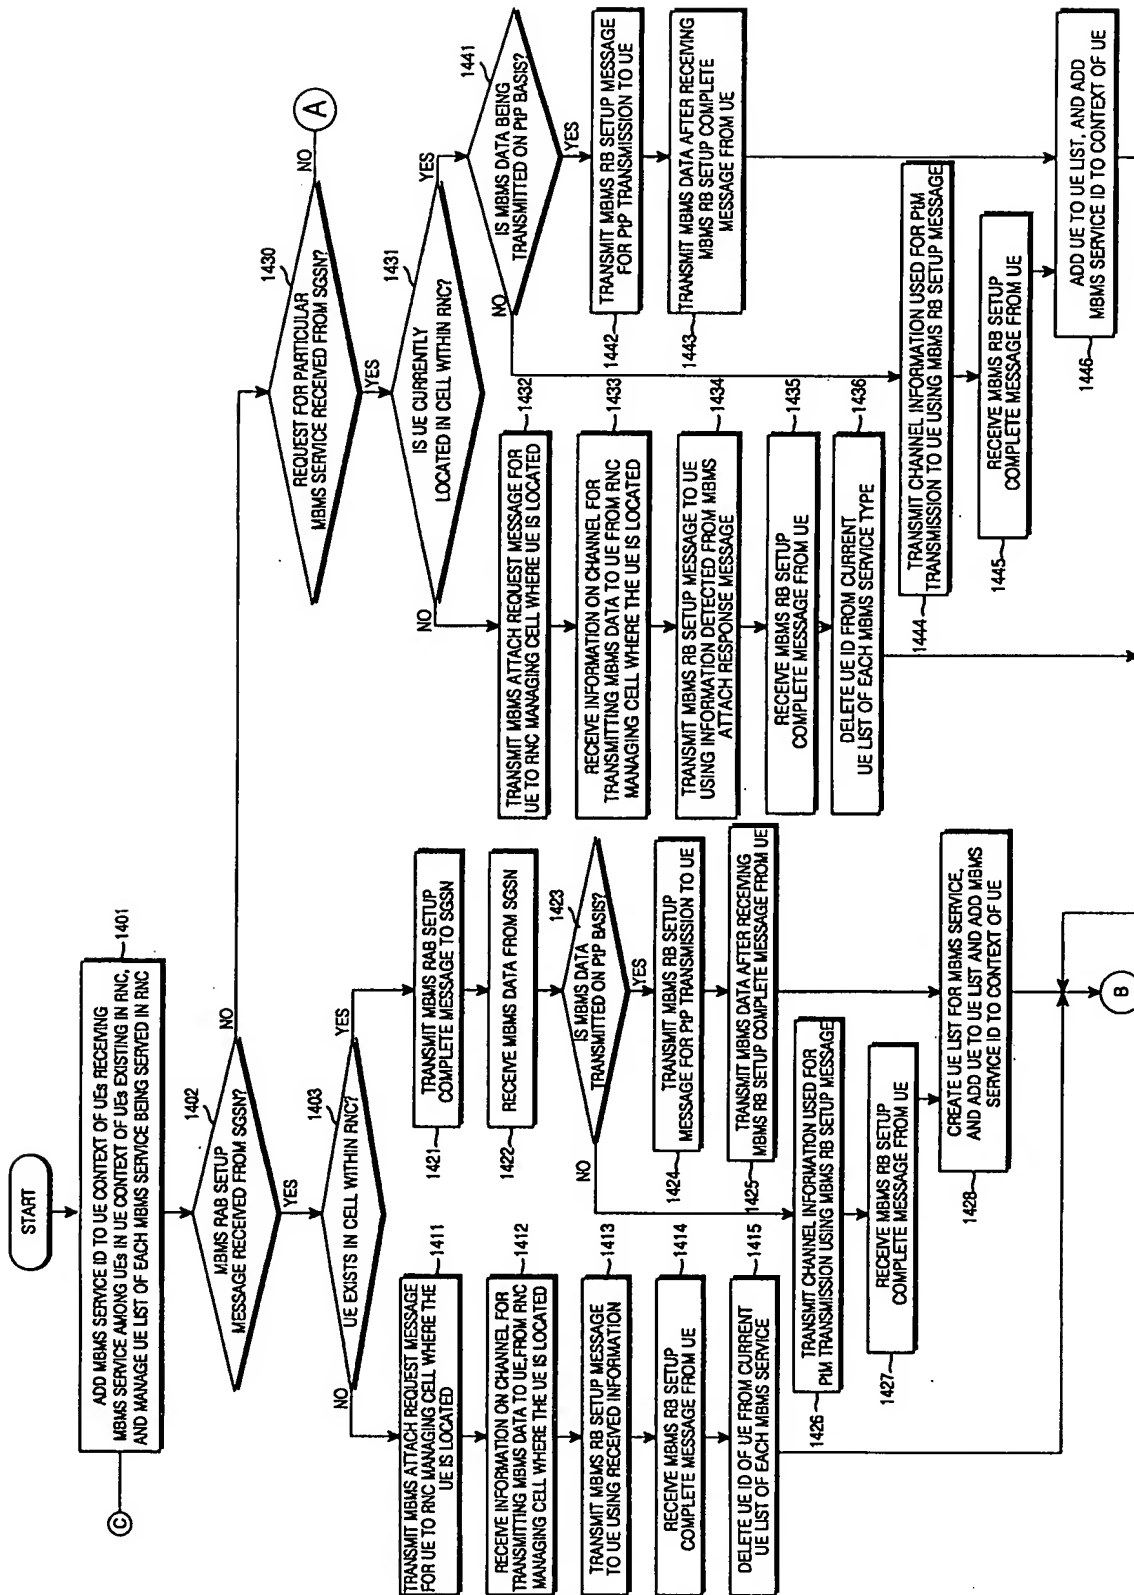 START
C
ADD MBMS SERVICE ID TO UE CONTEXT OF UEs RECEIVING
MBMS SERVICE AMONG UEs IN UE CONTEXT OF UEs EXISTING IN RNC,
AND MANAGE UE LIST OF EACH MBMS SERVICE BEING SERVED IN RNC
1401
1402
MBMS RAB SETUP
MESSAGE RECEIVED FROM SGSN?
NO
YES
1403
UE EXISTS IN CELL WITHIN RNC?
NO
YES
TRANSMIT MBMS ATTACH REQUEST MESSAGE
FOR UE TO RNC MANAGING CELL WHERE THE
UE IS LOCATED
1411
RECEIVE INFORMATION ON CHANNEL FOR
TRANSMITTING MBMS DATA TO UE,FROM RNC
MANAGING CELL WHERE THE UE IS LOCATED
1412
TRANSMIT MBMS RB SETUP MESSAGE
TO UE USING RECEIVED INFORMATION
1413
RECEIVE MBMS RB SETUP
COMPLETE MESSAGE FROM UE
1414
DELETE UE ID OF UE FROM CURRENT
UE LIST OF EACH MBMS SERVICE
1415
TRANSMIT MBMS RAB SETUP
COMPLETE MESSAGE TO SGSN
1421
RECEIVE MBMS DATA FROM SGSN
1422
1423
IS MBMS DATA
TRANSMITTED ON PtP BASIS?
NO
YES
TRANSMIT MBMS RB SETUP
MESSAGE FOR PtP TRANSMISSION TO UE
1424
TRANSMIT MBMS DATA AFTER RECEIVING
MBMS RB SETUP COMPLETE MESSAGE FROM UE
1425
TRANSMIT CHANNEL INFORMATION USED FOR
PtM TRANSMISSION USING MBMS RB SETUP MESSAGE
1426
RECEIVE MBMS RB SETUP
COMPLETE MESSAGE FROM UE
1427
CREATE UE LIST FOR MBMS SERVICE,
AND ADD UE TO UE LIST AND ADD MBMS
SERVICE ID TO CONTEXT OF UE
1428
B
1430
REQUEST FOR PARTICULAR
MBMS SERVICE RECEIVED FROM SGSN?
NO
A
YES
1431
IS UE CURRENTLY
LOCATED IN CELL WITHIN RNC?
NO
YES
TRANSMIT MBMS ATTACH REQUEST MESSAGE FOR
UE TO RNC MANAGING CELL WHERE UE IS LOCATED
1432
RECEIVE INFORMATION ON CHANNEL FOR
TRANSMITTING MBMS DATA TO UE FROM RNC
MANAGING CELL WHERE THE UE IS LOCATED
1433
TRANSMIT MBMS RB SETUP MESSAGE TO UE
USING INFORMATION DETECTED FROM MBMS
ATTACH RESPONSE MESSAGE
1434
RECEIVE MBMS RB SETUP
COMPLETE MESSAGE FROM UE
1435
DELETE UE ID FROM CURRENT
UE LIST OF EACH MBMS SERVICE TYPE
1436
1441
IS MBMS DATA BEING
TRANSMITTED ON PtP BASIS?
NO
YES
TRANSMIT MBMS RB SETUP MESSAGE
FOR PtP TRANSMISSION TO UE
1442
TRANSMIT MBMS DATA AFTER RECEIVING
MBMS RB SETUP COMPLETE
MESSAGE FROM UE
1443
TRANSMIT CHANNEL INFORMATION USED FOR PtM
TRANSMISSION TO UE USING MBMS RB SETUP MESSAGE
1444
RECEIVE MBMS RB SETUP
COMPLETE MESSAGE FROM UE
1445
ADD UE TO UE LIST, AND ADD
MBMS SERVICE ID TO CONTEXT OF UE
1446